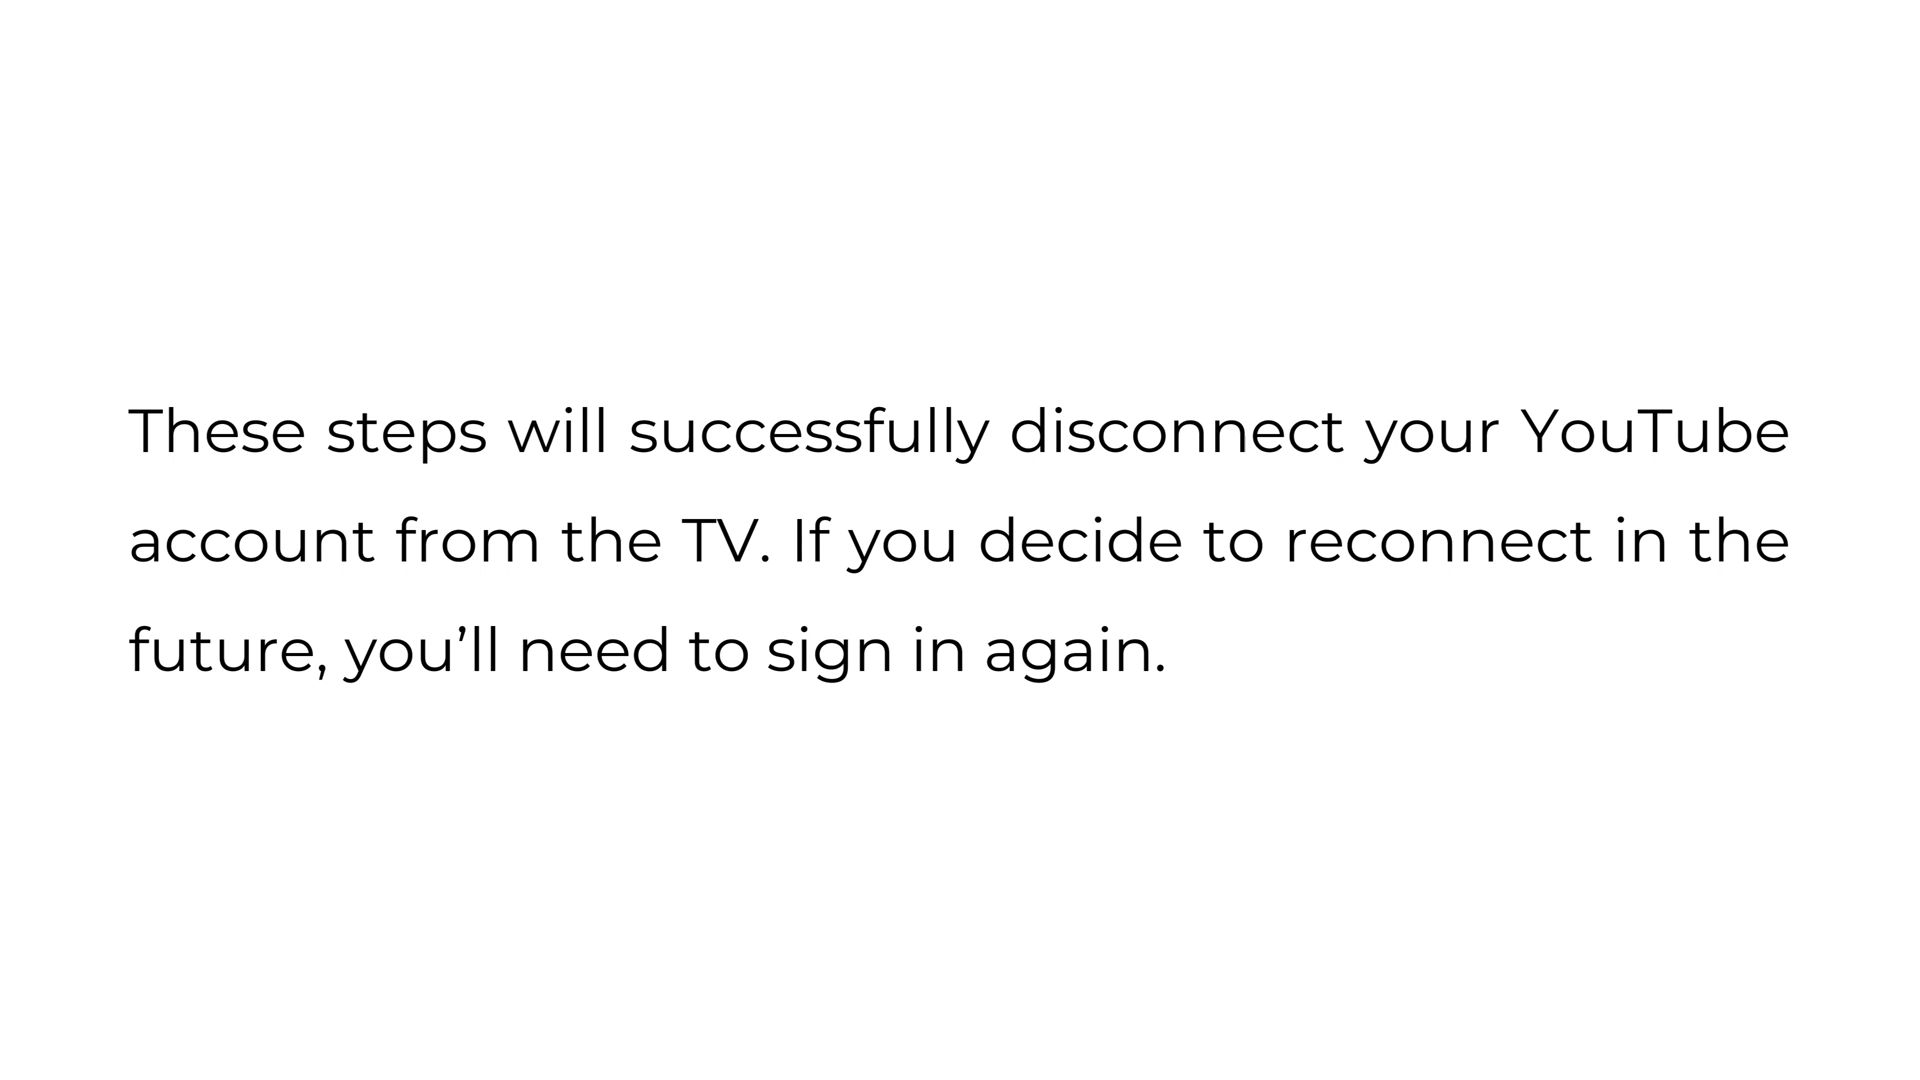 These steps will successfully disconnect your YouTube
account from the TV. If you decide to reconnect in the
future, you’ll need to sign in again.